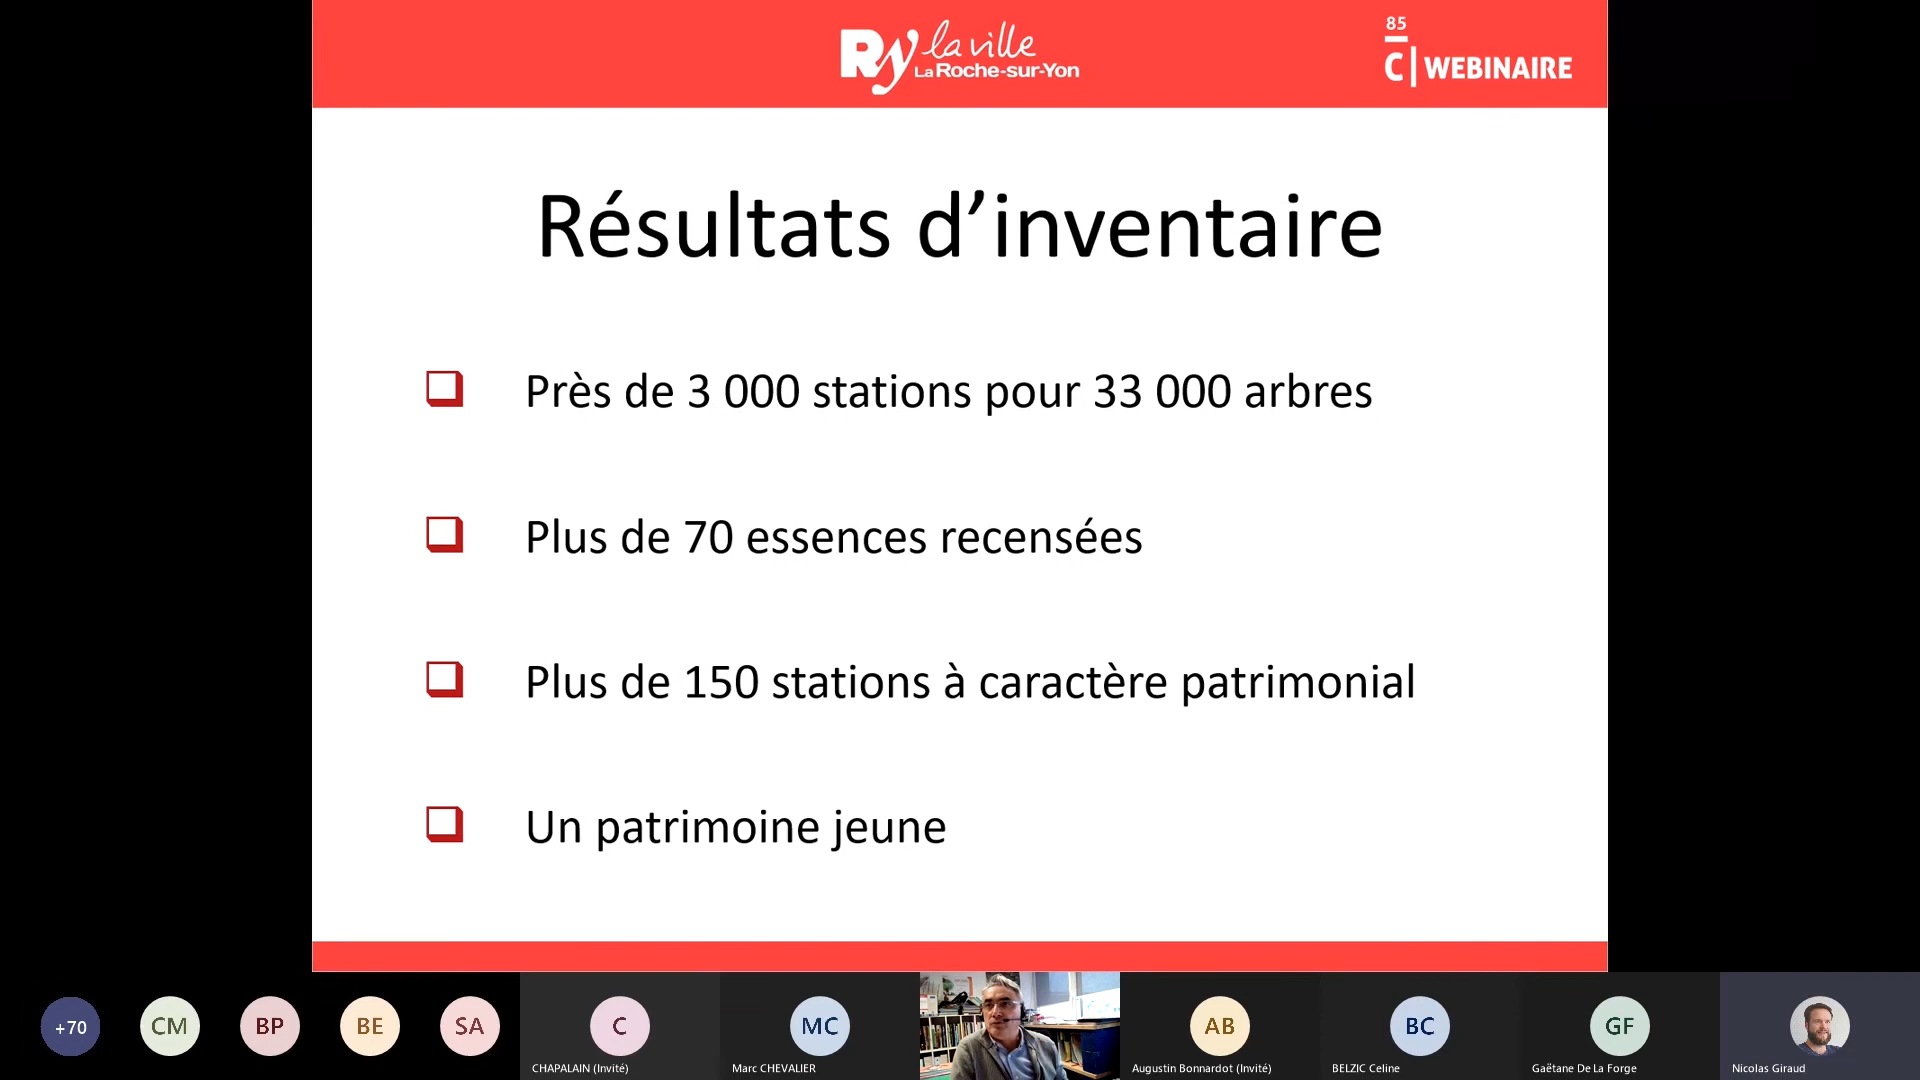 Ry la ville
La Roche-sur-Yon
85
C | WEBINAIRE
Résultats d’inventaire
❑ Près de 3 000 stations pour 33 000 arbres
❑ Plus de 70 essences recensées
❑ Plus de 150 stations à caractère patrimonial
❑ Un patrimoine jeune
+70
CM
BP
BE
SA
C
MC
AB
BC
GF
CHAPALAIN (Invité)
Marc CHEVALIER
Augustin Bonnardot (Invité)
BELZIC Celine
Gaëtane De La Forge
Nicolas Giraud